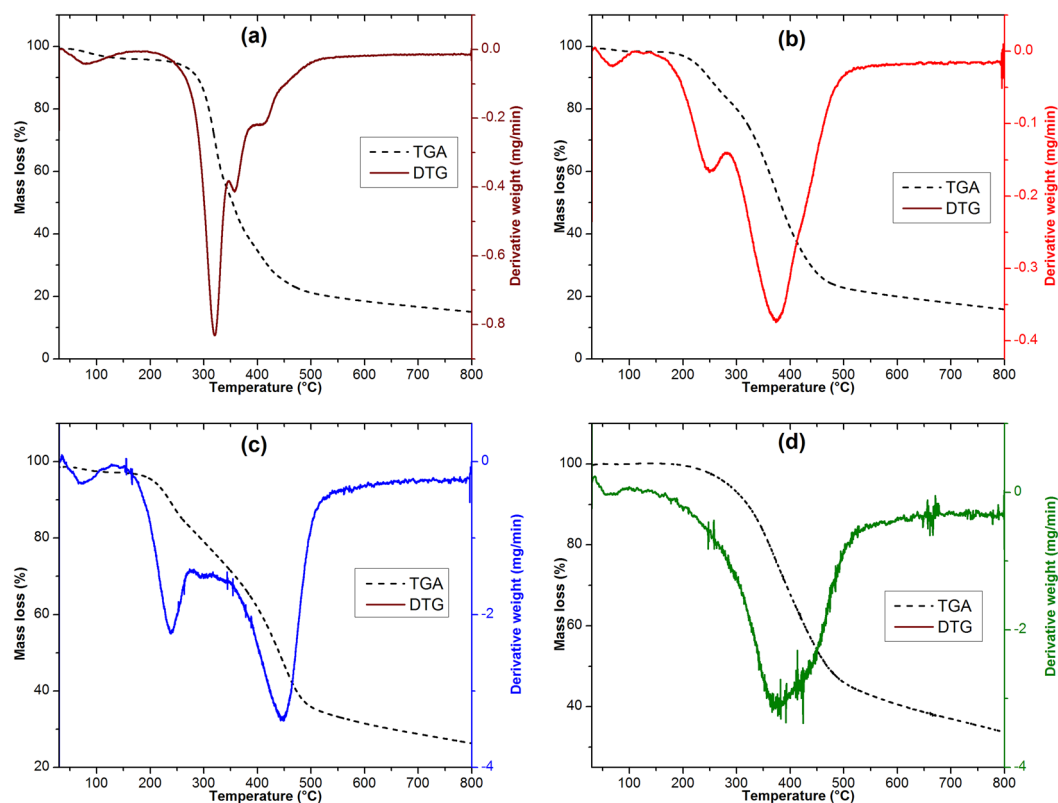 (a)
Mass loss (%)
100
80
60
40
20
0
TGA
DTG
0.0
-0.2
-0.4
-0.6
-0.8
Derivative weight (mg/min)
100 200 300 400 500 600 700 800
Temperature (°C)
(b)
Mass loss (%)
100
80
60
40
20
0
TGA
DTG
0.0
-0.1
-0.2
-0.3
-0.4
Derivative weight (mg/min)
100 200 300 400 500 600 700 800
Temperature (°C)
(c)
Mass loss (%)
100
80
60
40
20
TGA
DTG
0
-2
-4
Derivative weight (mg/min)
100 200 300 400 500 600 700 800
Temperature (°C)
(d)
Mass loss (%)
100
80
60
40
TGA
DTG
0
-2
-4
Derivative weight (mg/min)
100 200 300 400 500 600 700 800
Temperature (°C)